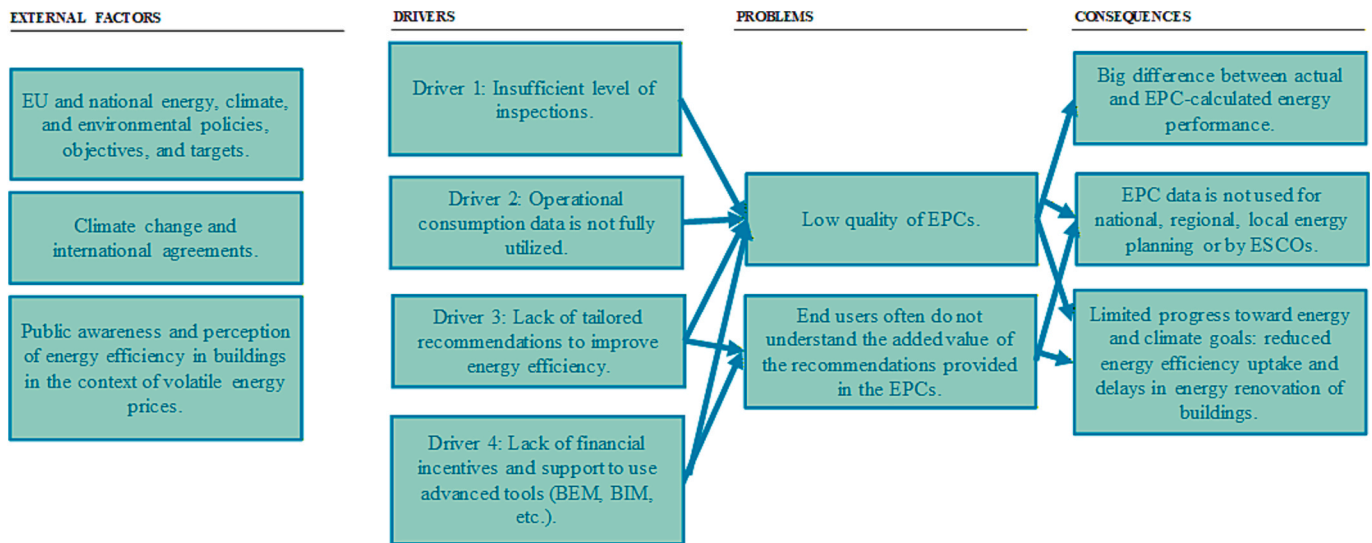 EXTERNAL FACTORS
EU and national energy, climate,
and environmental policies,
objectives, and targets.
Climate change and
international agreements.
Public awareness and perception
of energy efficiency in buildings
in the context of volatile energy
prices.
DRIVERS
Driver 1: Insufficient level of
inspections.
Driver 2: Operational
consumption data is not fully
utilized.
Driver 3: Lack of tailored
recommendations to improve
energy efficiency.
Driver 4: Lack of financial
incentives and support to use
advanced tools (BEM, BIM,
etc.).
PROBLEMS
Low quality of EPCs.
End users often do not
understand the added value of
the recommendations provided
in the EPCs.
CONSEQUENCES
Big difference between actual
and EPC-calculated energy
performance.
EPC data is not used for
national, regional, local energy
planning or by ESCOs.
Limited progress toward energy
and climate goals: reduced
energy efficiency uptake and
delays in energy renovation of
buildings.